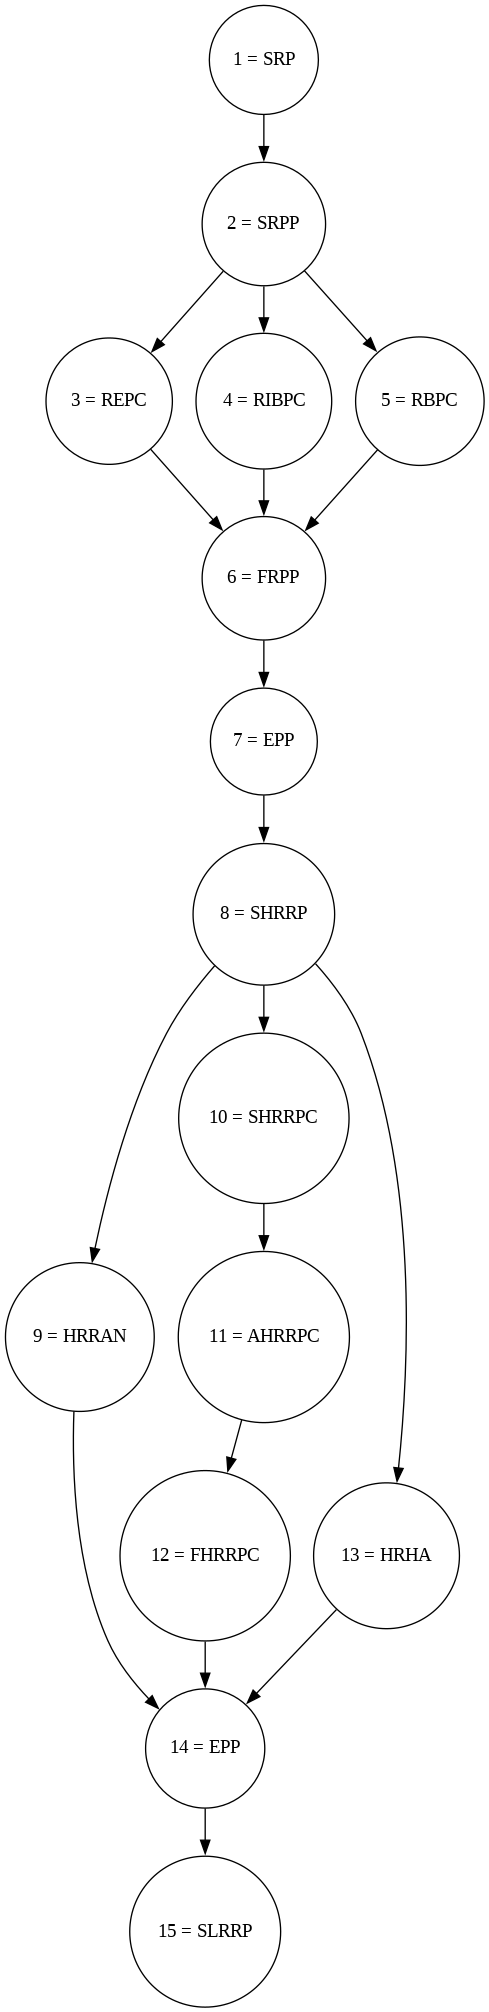 1 = SRP
2 = SRPP
3 = REPC
4 = RIBPC
5 = RBPC
6 = FRPP
7 = EPP
8 = SHRRP
10 = SHRRPC
9 = HRRAN
11 = AHRRPC
12 = FHRRPC
13 = HRHA
14 = EPP
15 = SLRRP